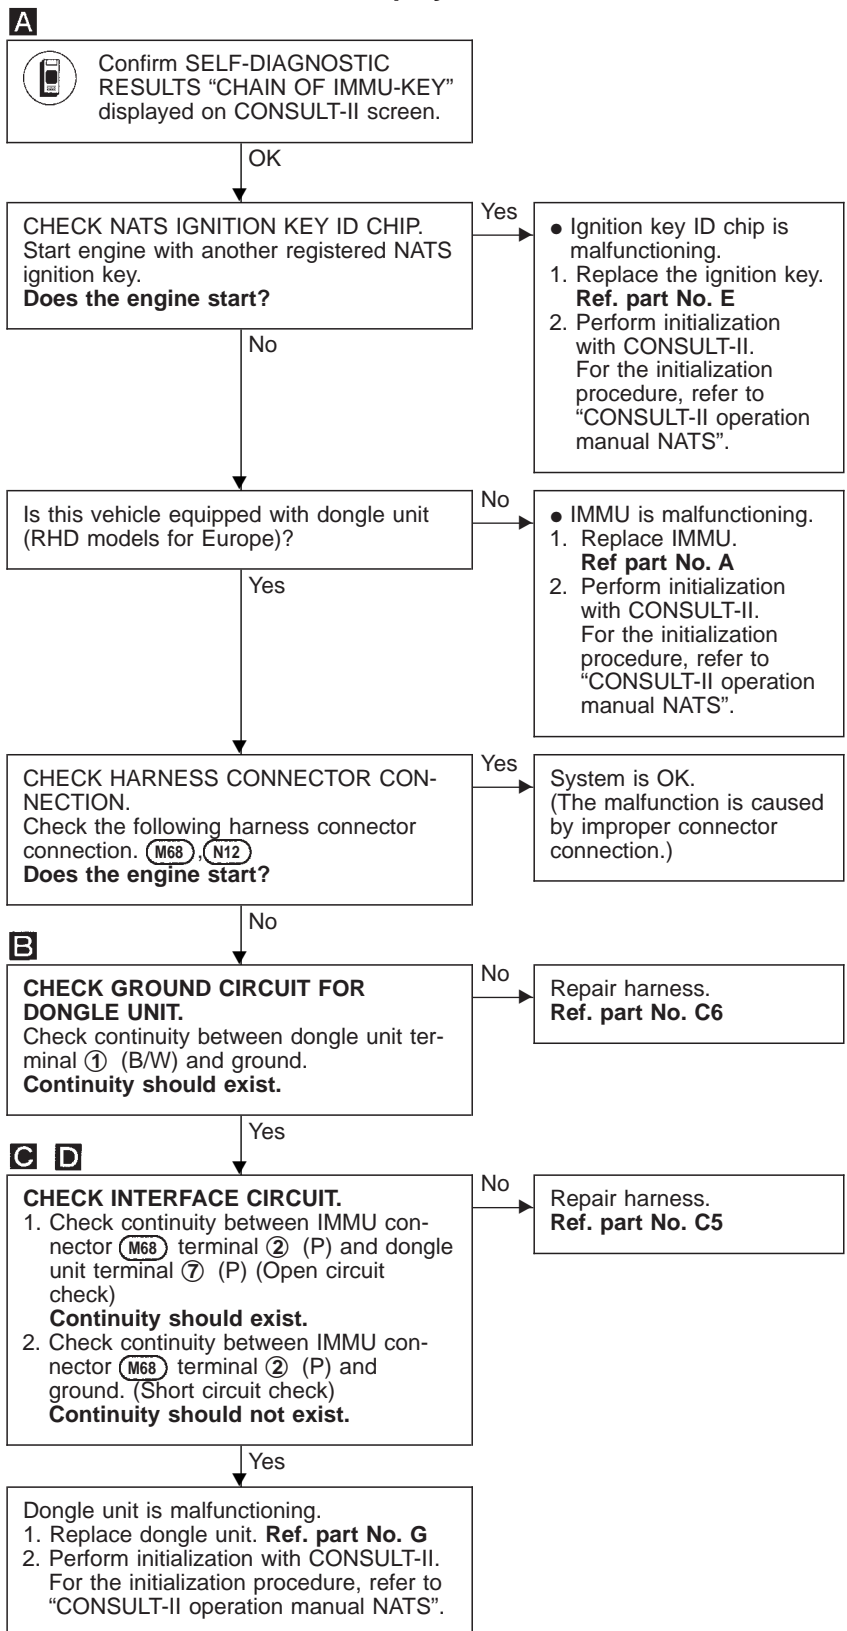 A
Confirm SELF-DIAGNOSTIC
RESULTS “CHAIN OF IMMU-KEY”
displayed on CONSULT-II screen.
OK
CHECK NATS IGNITION KEY ID CHIP.
Start engine with another registered NATS
ignition key.
Does the engine start?
Yes
● Ignition key ID chip is
malfunctioning.
1. Replace the ignition key.
Ref. part No. E
2. Perform initialization
with CONSULT-II.
For the initialization
procedure, refer to
“CONSULT-II operation
manual NATS”.
No
Is this vehicle equipped with dongle unit
(RHD models for Europe)?
No
● IMMU is malfunctioning.
1. Replace IMMU.
Ref part No. A
2. Perform initialization
with CONSULT-II.
For the initialization
procedure, refer to
“CONSULT-II operation
manual NATS”.
Yes
CHECK HARNESS CONNECTOR CON-
NECTION.
Check the following harness connector
connection. M68, N12
Does the engine start?
Yes
System is OK.
(The malfunction is caused
by improper connector
connection.)
No
B
CHECK GROUND CIRCUIT FOR
DONGLE UNIT.
Check continuity between dongle unit ter-
minal ① (B/W) and ground.
Continuity should exist.
No
Repair harness.
Ref. part No. C6
Yes
C D
CHECK INTERFACE CIRCUIT.
1. Check continuity between IMMU con-
nector M68 terminal ② (P) and dongle
unit terminal ⑦ (P) (Open circuit
check)
Continuity should exist.
2. Check continuity between IMMU con-
nector M68 terminal ② (P) and
ground. (Short circuit check)
Continuity should not exist.
No
Repair harness.
Ref. part No. C5
Yes
Dongle unit is malfunctioning.
1. Replace dongle unit. Ref. part No. G
2. Perform initialization with CONSULT-II.
For the initialization procedure, refer to
“CONSULT-II operation manual NATS”.